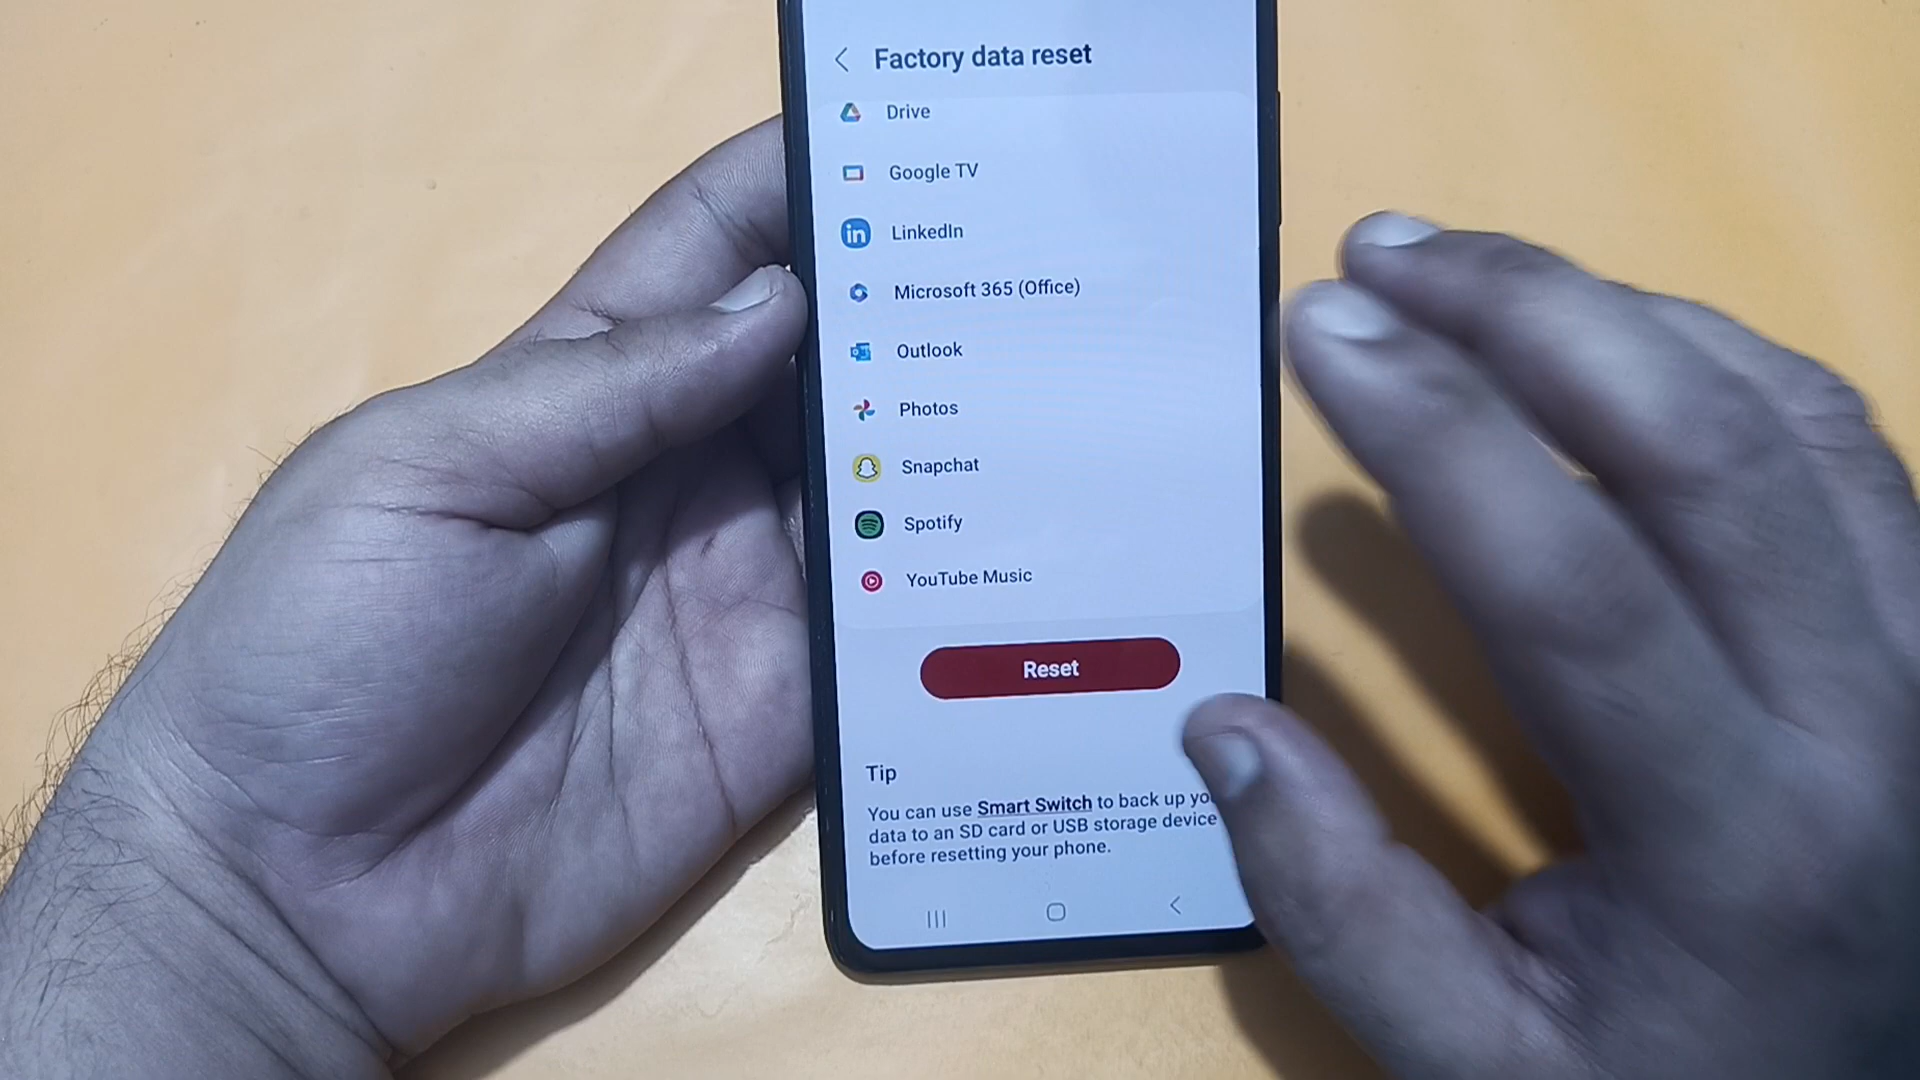 Factory data reset
Drive
Google TV
LinkedIn
Microsoft 365 (Office)
Outlook
Photos
Snapchat
Spotify
YouTube Music
Reset
Tip
You can use Smart Switch to back up
data to an SD card or USB storage device
before resetting your phone.